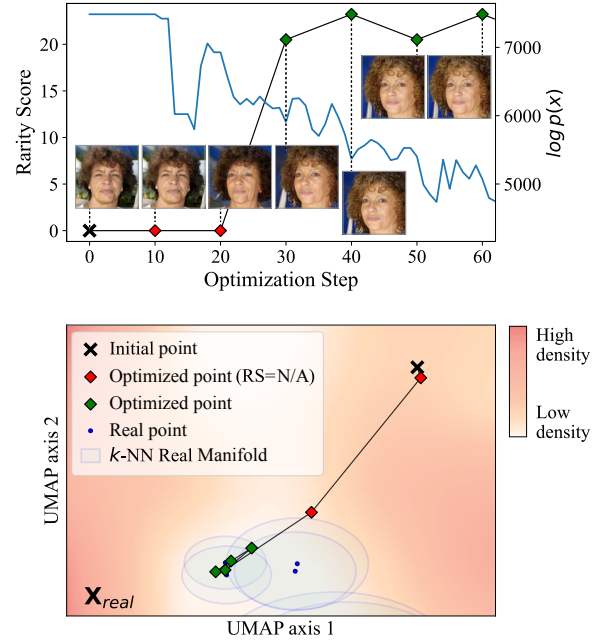 20
15
10
5
0
Rarity Score
7000
6000
5000
log p(x)
0 10 20 30 40 50 60
Optimization Step
Initial point
Optimized point (RS=N/A)
Optimized point
Real point
k-NN Real Manifold
High
density
Low
density
UMAP axis 2
X_real
UMAP axis 1